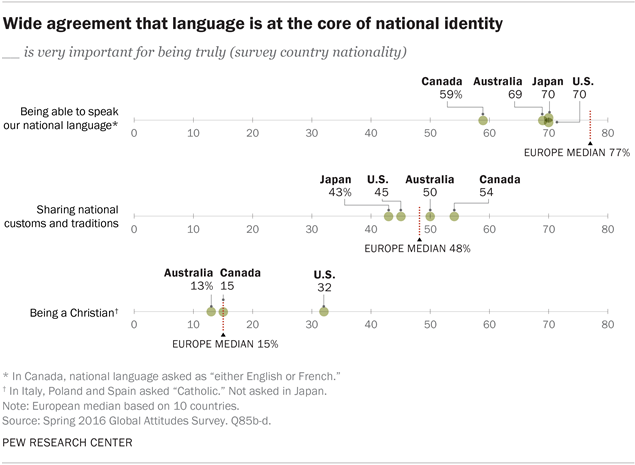 Wide agreement that language is at the core of national identity
__ is very important for being truly (survey country nationality)
Canada Australia Japan U.S.
59% 69 70 70
Being able to speak
our national language*
0 10 20 30 40 50 60 70 80
EUROPE MEDIAN 77%
Japan U.S. Australia Canada
43% 45 50 54
Sharing national
customs and traditions
0 10 20 30 40 50 60 70 80
EUROPE MEDIAN 48%
Australia Canada U.S.
13% 15 32
Being a Christian†
0 10 20 30 40 50 60 70 80
EUROPE MEDIAN 15%
* In Canada, national language asked as “either English or French.”
† In Italy, Poland and Spain asked “Catholic.” Not asked in Japan.
Note: European median based on 10 countries.
Source: Spring 2016 Global Attitudes Survey. Q85b-d.
PEW RESEARCH CENTER